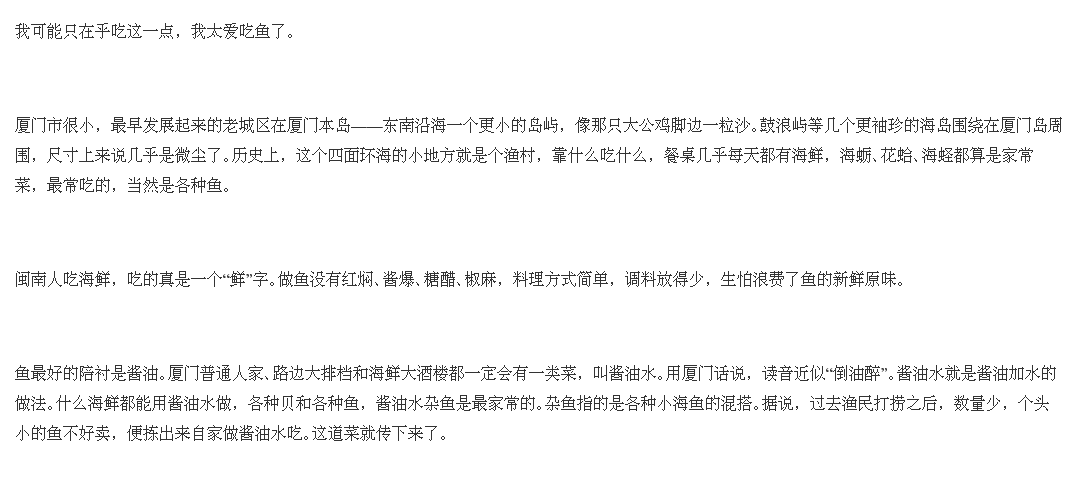 我可能只在乎吃这一点，我太爱吃鱼了。
厦门市很小，最早发展起来的老城区在厦门本岛——东南沿海一个更小的岛屿，像那只大公鸡脚边一粒沙。鼓浪屿等几个更袖珍的海岛围绕在厦门岛周
围，尺寸上来说几乎是微尘了。历史上，这个四面环海的小地方就是个渔村，靠什么吃什么，餐桌几乎每天都有海鲜，海蛎、花蛤、海蛏都算是家常
菜，最常吃的，当然是各种鱼。
闽南人吃海鲜，吃的真是一个“鲜”字。做鱼没有红焖、酱爆、糖醋、椒麻，料理方式简单，调料放得少，生怕浪费了鱼的新鲜原味。
鱼最好的陪衬是酱油。厦门普通人家、路边大排档和海鲜大酒楼都一定会有一类菜，叫酱油水。用厦门话说，读音近似“倒油醉”。酱油水就是酱油加水的
做法。什么海鲜都能用酱油水做，各种贝和各种鱼，酱油水杂鱼是最家常的。杂鱼指的是各种小海鱼的混搭。据说，过去渔民打捞之后，数量少，个头
小的鱼不好卖，便拣出来自家做酱油水吃。这道菜就传下来了。